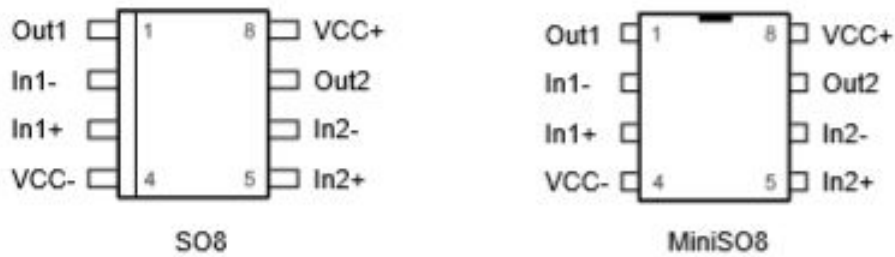 Out1 1 8 VCC+ Out1 1 8 VCC+
In1- Out2 In1- Out2
In1+ In2- In1+ In2-
VCC- 4 5 In2+ VCC- 4 5 In2+
SO8 MiniSO8